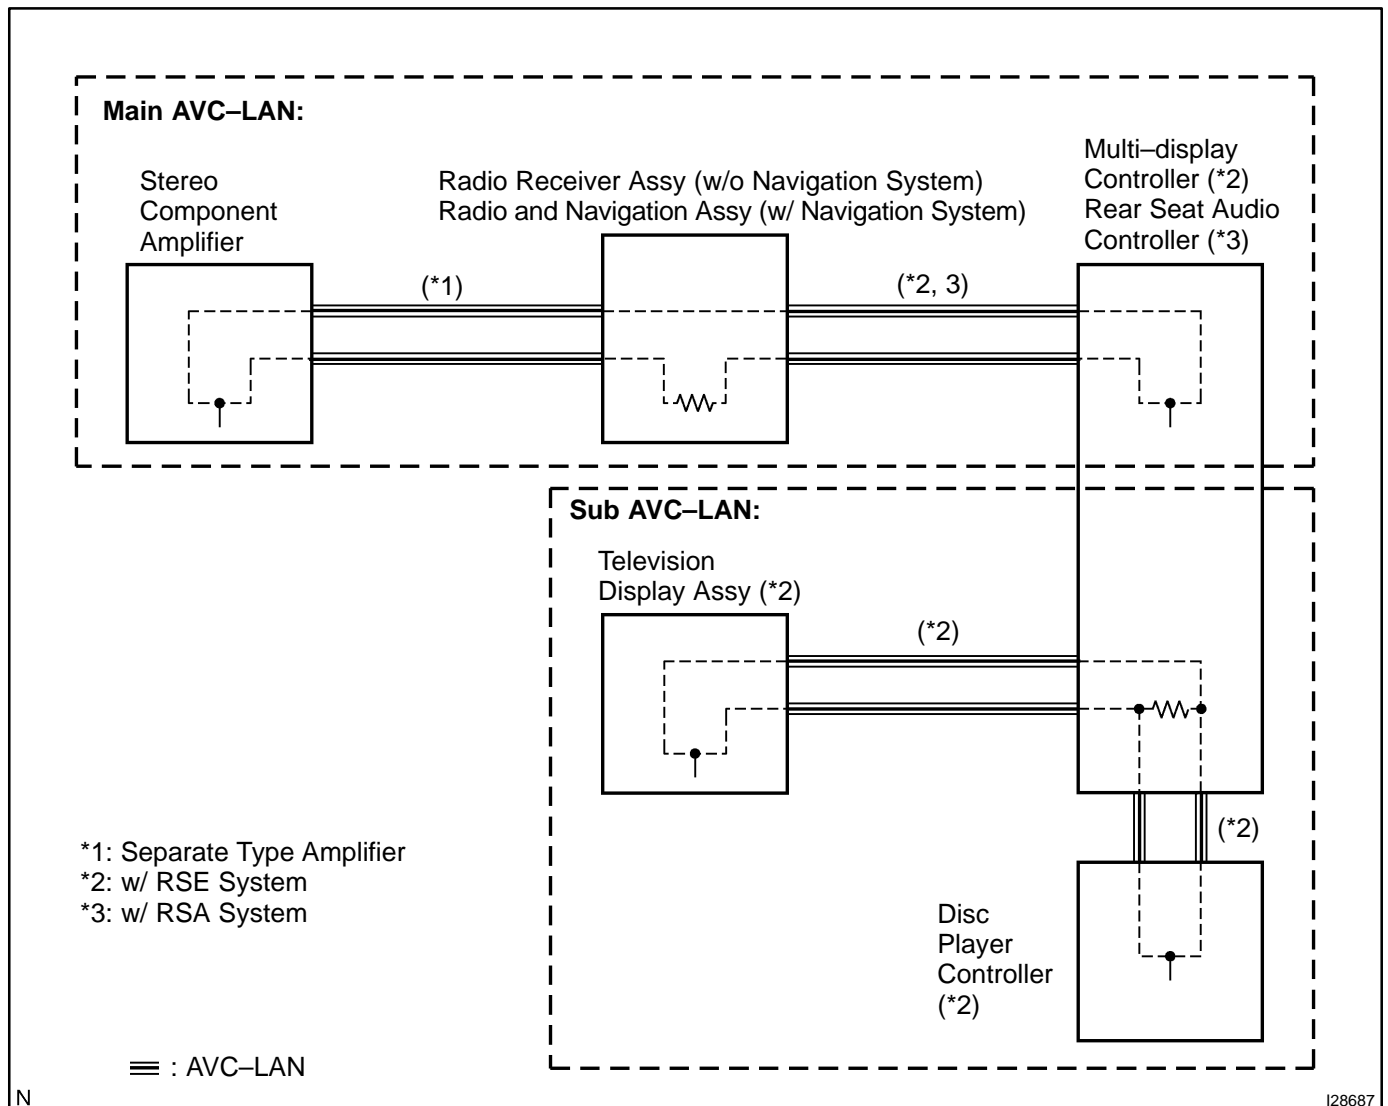 Main AVC–LAN:
Stereo
Component
Amplifier
Radio Receiver Assy (w/o Navigation System)
Radio and Navigation Assy (w/ Navigation System)
Multi–display
Controller (*2)
Rear Seat Audio
Controller (*3)
(*1)
(*2, 3)
Sub AVC–LAN:
Television
Display Assy (*2)
(*2)
(*2)
*1: Separate Type Amplifier
*2: w/ RSE System
*3: w/ RSA System
Disc
Player
Controller
(*2)
: AVC–LAN
N
I28687